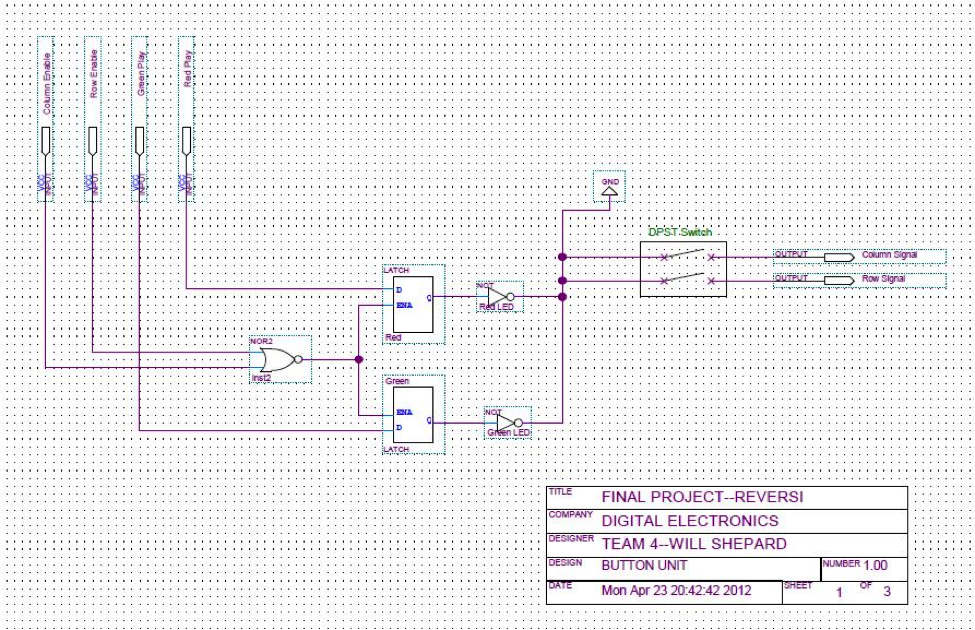 Column Enable
Row Enable
Green Play
Red Play
VCC
INPUT
VCC
INPUT
VCC
INPUT
VCC
INPUT
GND
DPST Switch
OUTPUT
Column Signal
OUTPUT
Row Signal
LATCH
D
ENA
Q
Red
NOT
Red LED
NOR2
inst2
Green
ENA
D
Q
LATCH
NOT
Green LED
TITLE FINAL PROJECT--REVERSI
COMPANY DIGITAL ELECTRONICS
DESIGNER TEAM 4--WILL SHEPARD
DESIGN BUTTON UNIT NUMBER 1.00
DATE Mon Apr 23 20:42:42 2012 SHEET 1 OF 3